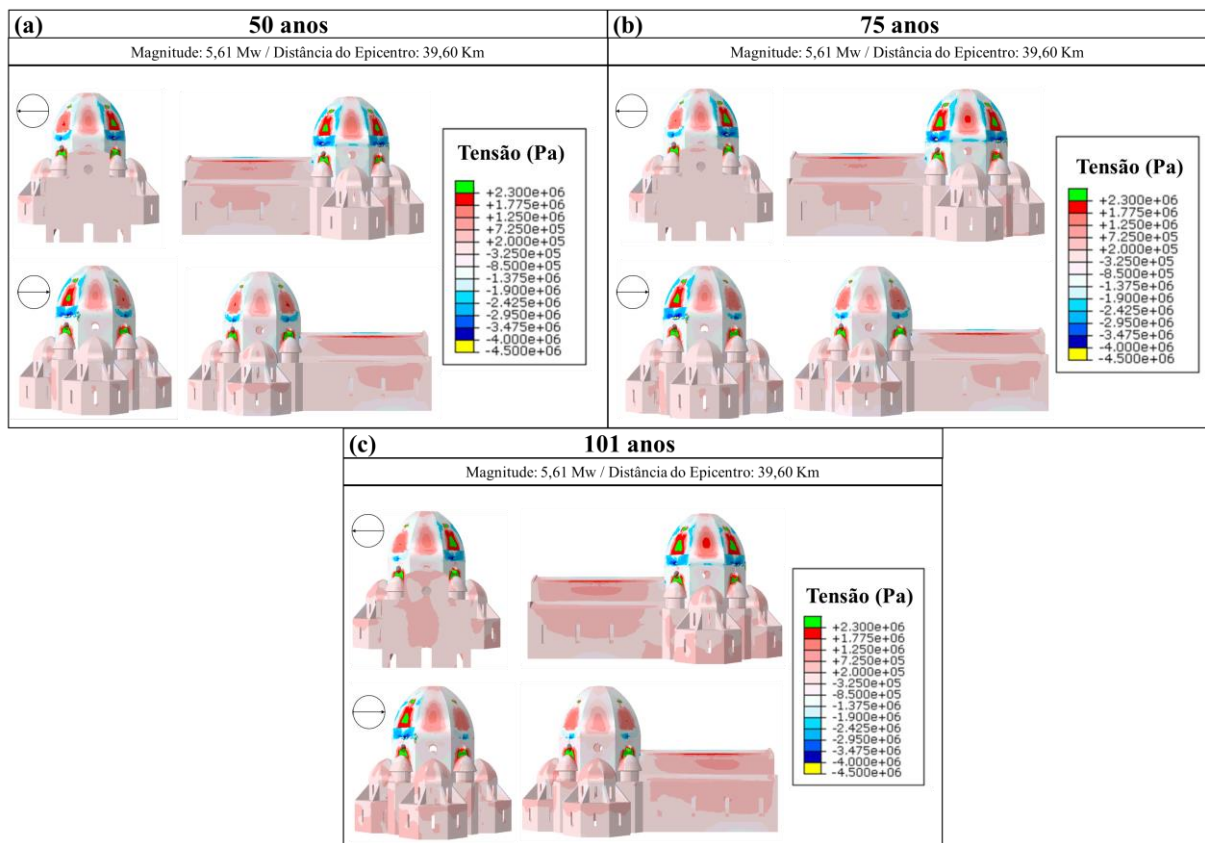 (a) 50 anos
Magnitude: 5,61 Mw / Distância do Epicentro: 39,60 Km
Tensão (Pa)
+2.300e+06
+1.775e+06
+1.250e+06
+7.250e+05
+2.000e+05
-3.250e+05
-8.500e+05
-1.375e+06
-1.900e+06
-2.425e+06
-2.950e+06
-3.475e+06
-4.000e+06
-4.500e+06
(b) 75 anos
Magnitude: 5,61 Mw / Distância do Epicentro: 39,60 Km
Tensão (Pa)
+2.300e+06
+1.775e+06
+1.250e+06
+7.250e+05
+2.000e+05
-3.250e+05
-8.500e+05
-1.375e+06
-1.900e+06
-2.425e+06
-2.950e+06
-3.475e+06
-4.000e+06
-4.500e+06
(c) 101 anos
Magnitude: 5,61 Mw / Distância do Epicentro: 39,60 Km
Tensão (Pa)
+2.300e+06
+1.775e+06
+1.250e+06
+7.250e+05
+2.000e+05
-3.250e+05
-8.500e+05
-1.375e+06
-1.900e+06
-2.425e+06
-2.950e+06
-3.475e+06
-4.000e+06
-4.500e+06